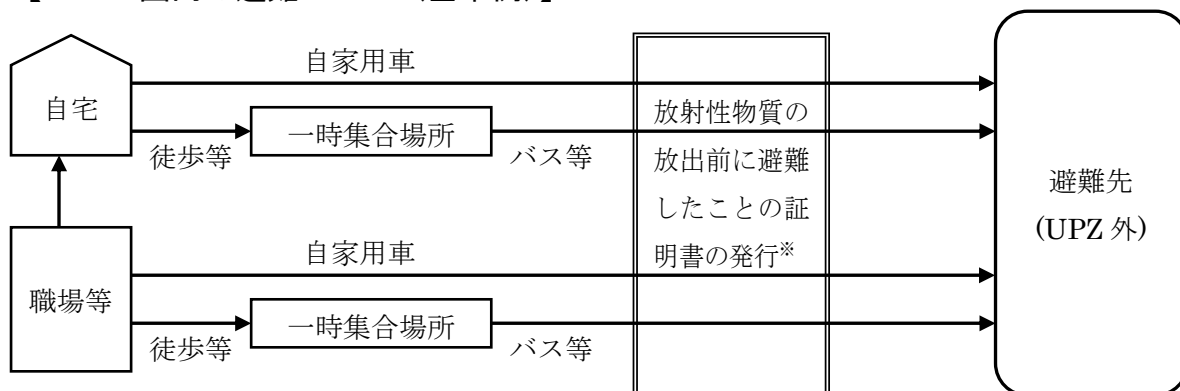 自家用車
自宅
一時集合場所
徒歩等
バス等
放射性物質の
放出前に避難
したことの証
明書の発行※
避難先
(UPZ 外)
自家用車
職場等
一時集合場所
徒歩等
バス等